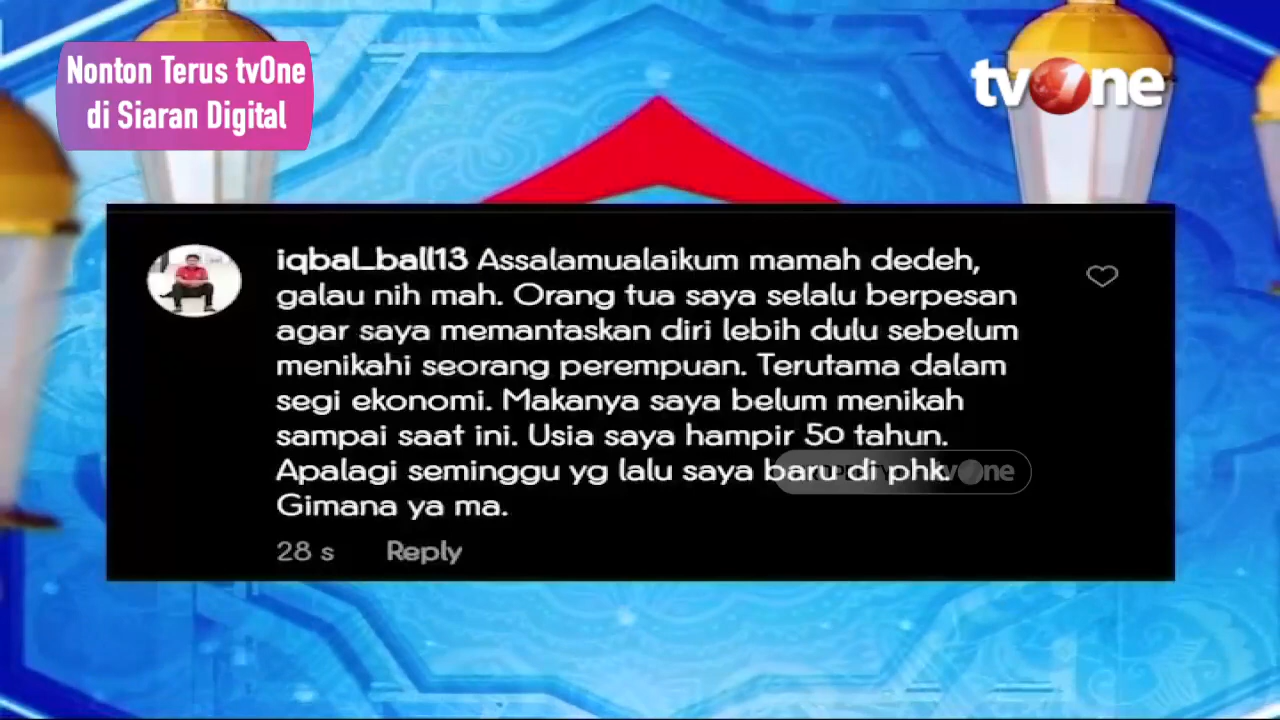 Nonton Terus tvOne
di Siaran Digital
tvOne
iqbal_ball13 Assalamualaikum mamah dedeh,
galau nih mah. Orang tua saya selalu berpesan
agar saya memantaskan diri lebih dulu sebelum
menikahi seorang perempuan. Terutama dalam
segi ekonomi. Makanya saya belum menikah
sampai saat ini. Usia saya hampir 50 tahun.
Apalagi seminggu yg lalu saya baru di phk.
tvOne
Gimana ya ma.
28 s Reply